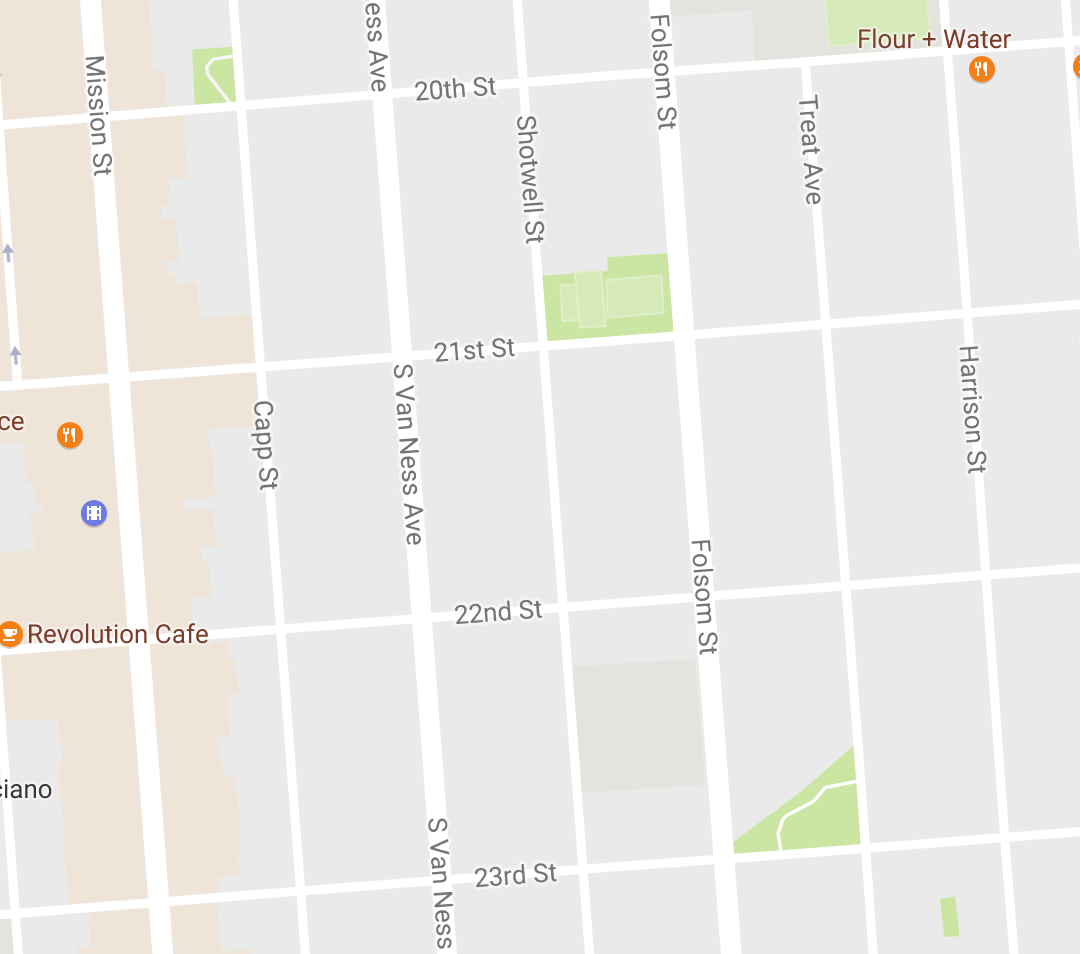 ess Ave
Folsom St
Flour + Water
Mission St
20th St
Shotwell St
Treat Ave
21st St
S Van Ness Ave
Harrison St
Capp St
ce
Folsom St
22nd St
Revolution Cafe
ciano
S Van Ness
23rd St